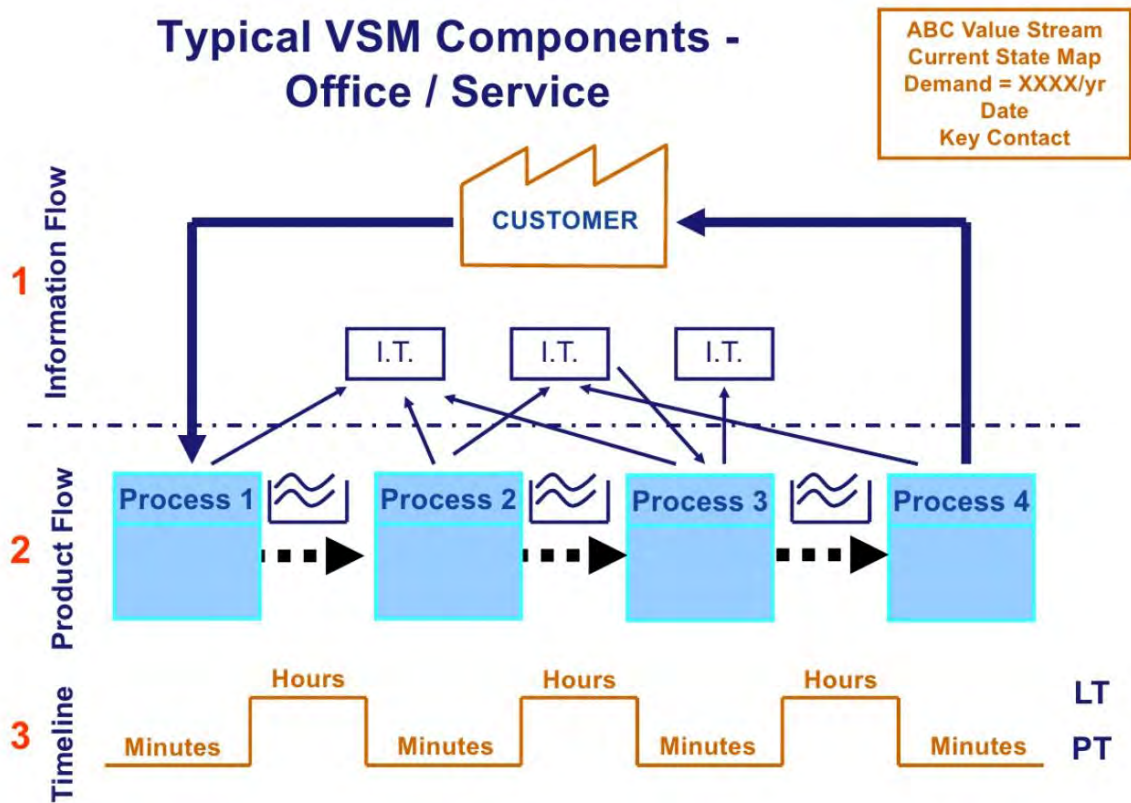 Typical VSM Components -
Office / Service
ABC Value Stream
Current State Map
Demand = XXXX/yr
Date
Key Contact
1
Information Flow
CUSTOMER
I.T.
I.T.
I.T.
2
Product Flow
Process 1
Process 2
Process 3
Process 4
3
Timeline
Hours
Hours
Hours
LT
Minutes
Minutes
Minutes
Minutes
PT